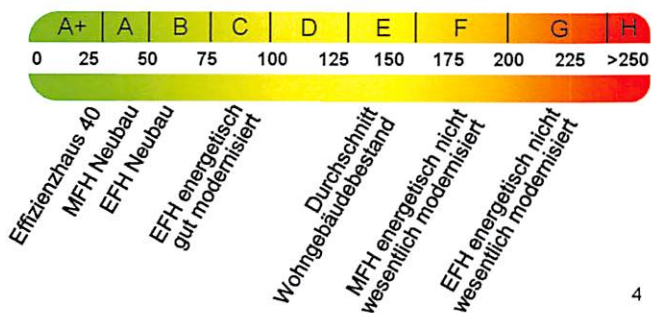 A+ A B C D E F G H
0 25 50 75 100 125 150 175 200 225 >250
Effizienzhaus 40
MFH Neubau
EFH Neubau
EFH energetisch
gut modernisiert
Durchschnitt
Wohngebäudebestand
MFH energetisch nicht
wesentlich modernisiert
EFH energetisch nicht
wesentlich modernisiert
4